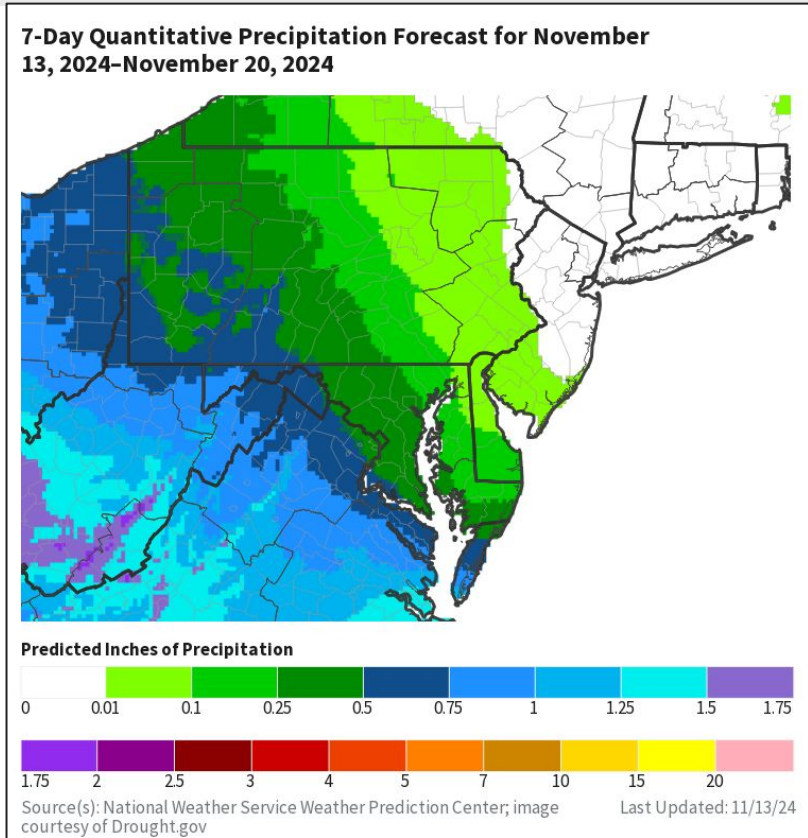 7-Day Quantitative Precipitation Forecast for November
13, 2024–November 20, 2024
Predicted Inches of Precipitation
0 0.01 0.1 0.25 0.5 0.75 1 1.25 1.5 1.75
1.75 2 2.5 3 4 5 7 10 15 20
Source(s): National Weather Service Weather Prediction Center; image Last Updated: 11/13/24
courtesy of Drought.gov